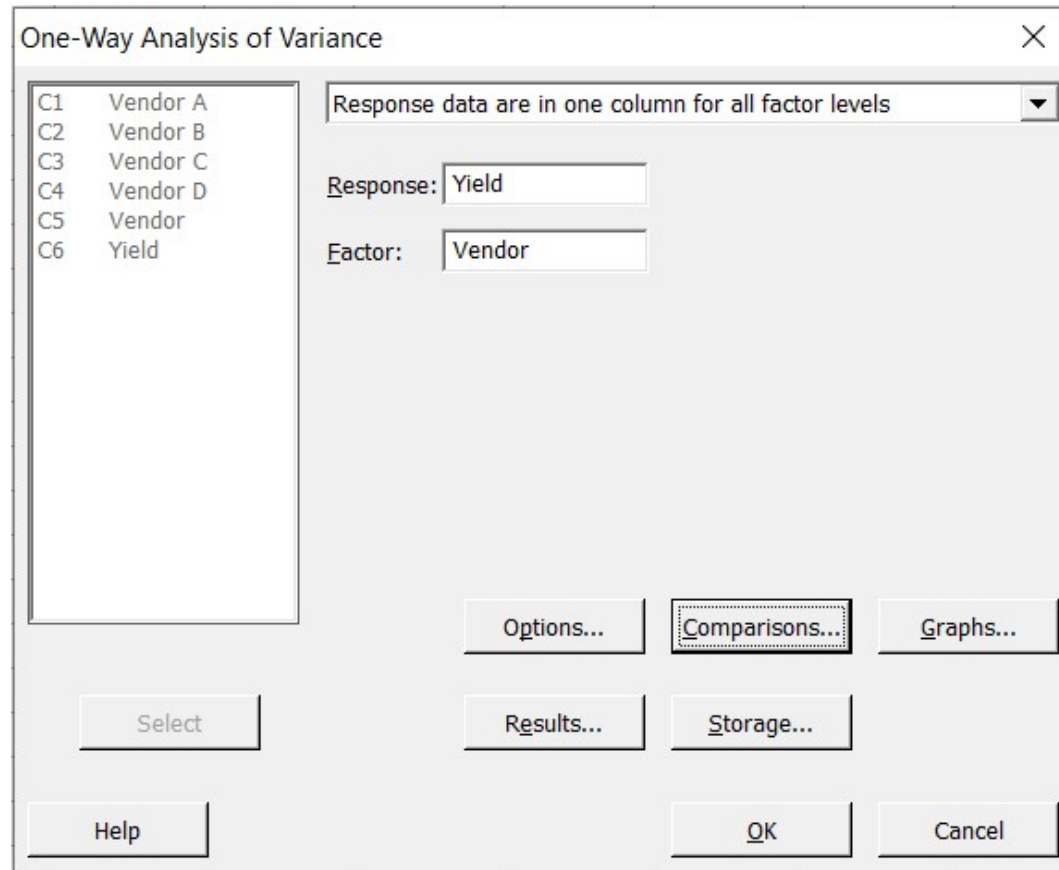 One-Way Analysis of Variance
C1 Vendor A
C2 Vendor B
C3 Vendor C
C4 Vendor D
C5 Vendor
C6 Yield
Response data are in one column for all factor levels
Response: Yield
Factor: Vendor
Options... Comparisons... Graphs...
Select Results... Storage...
Help OK Cancel